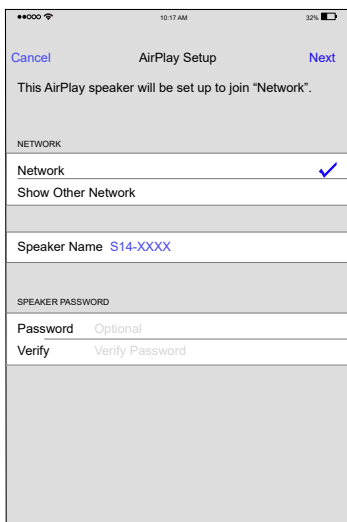 10:17 AM 32%
Cancel AirPlay Setup Next
This AirPlay speaker will be set up to join “Network”.
NETWORK
Network
Show Other Network
Speaker Name S14-XXXX
SPEAKER PASSWORD
Password Optional
Verify Verify Password